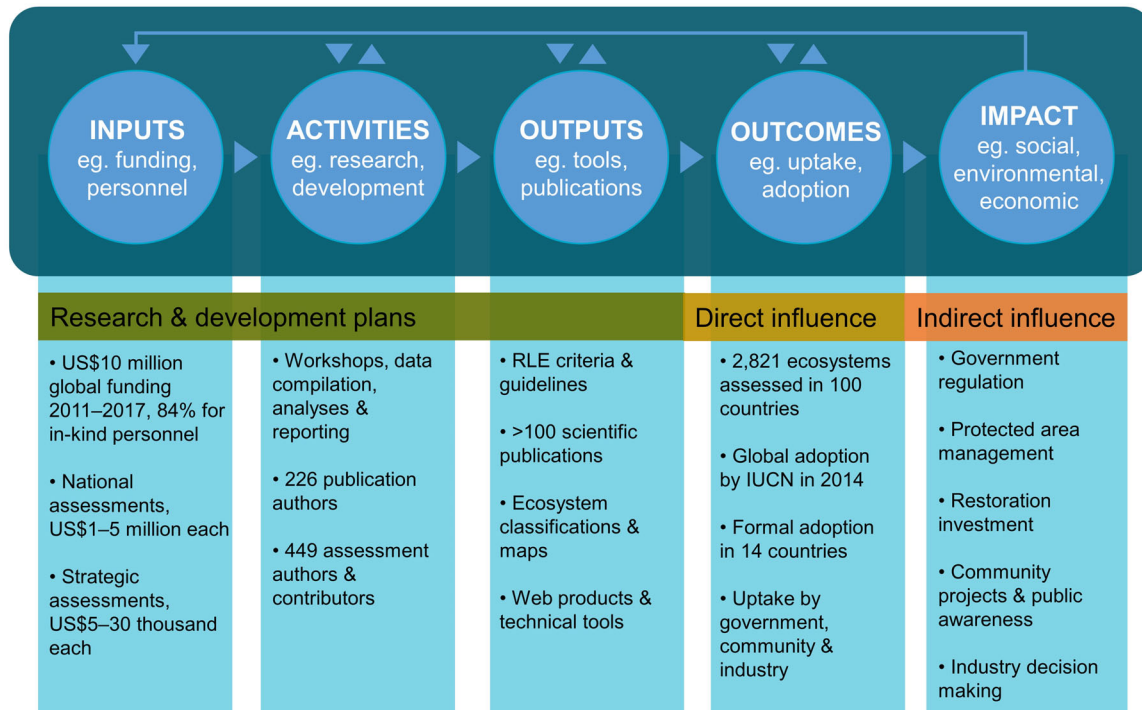 INPUTS
eg. funding,
personnel
ACTIVITIES
eg. research,
development
OUTPUTS
eg. tools,
publications
OUTCOMES
eg. uptake,
adoption
IMPACT
eg. social,
environmental,
economic
Research & development plans
Direct influence
Indirect influence
• US$10 million
global funding
2011–2017, 84% for
in-kind personnel
• National
assessments,
US$1–5 million each
• Strategic
assessments,
US$5–30 thousand
each
• Workshops, data
compilation,
analyses &
reporting
• 226 publication
authors
• 449 assessment
authors &
contributors
• RLE criteria &
guidelines
• >100 scientific
publications
• Ecosystem
classifications &
maps
• Web products &
technical tools
• 2,821 ecosystems
assessed in 100
countries
• Global adoption
by IUCN in 2014
• Formal adoption
in 14 countries
• Uptake by
government,
community &
industry
• Government
regulation
• Protected area
management
• Restoration
investment
• Community
projects & public
awareness
• Industry decision
making